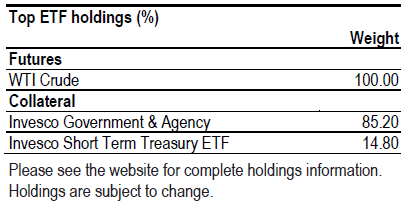 Top ETF holdings (%)
Weight
Futures
WTI Crude 100.00
Collateral
Invesco Government & Agency 85.20
Invesco Short Term Treasury ETF 14.80
Please see the website for complete holdings information.
Holdings are subject to change.